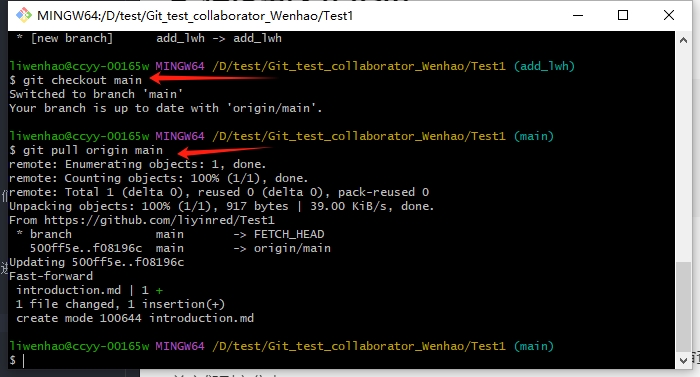 MINGW64:/D/test/Git_test_collaborator_Wenhao/Test1
 * [new branch]      add_lwh -> add_lwh
liwenhao@ccyy-00165w MINGW64 /D/test/Git_test_collaborator_Wenhao/Test1 (add_lwh)
$ git checkout main
Switched to branch 'main'
Your branch is up to date with 'origin/main'.
liwenhao@ccyy-00165w MINGW64 /D/test/Git_test_collaborator_Wenhao/Test1 (main)
$ git pull origin main
remote: Enumerating objects: 1, done.
remote: Counting objects: 100% (1/1), done.
remote: Total 1 (delta 0), reused 0 (delta 0), pack-reused 0
Unpacking objects: 100% (1/1), 917 bytes | 39.00 KiB/s, done.
From https://github.com/liyinred/Test1
 * branch            main       -> FETCH_HEAD
   500ff5e..f08196c  main       -> origin/main
Updating 500ff5e..f08196c
Fast-forward
 introduction.md | 1 +
 1 file changed, 1 insertion(+)
 create mode 100644 introduction.md
liwenhao@ccyy-00165w MINGW64 /D/test/Git_test_collaborator_Wenhao/Test1 (main)
$